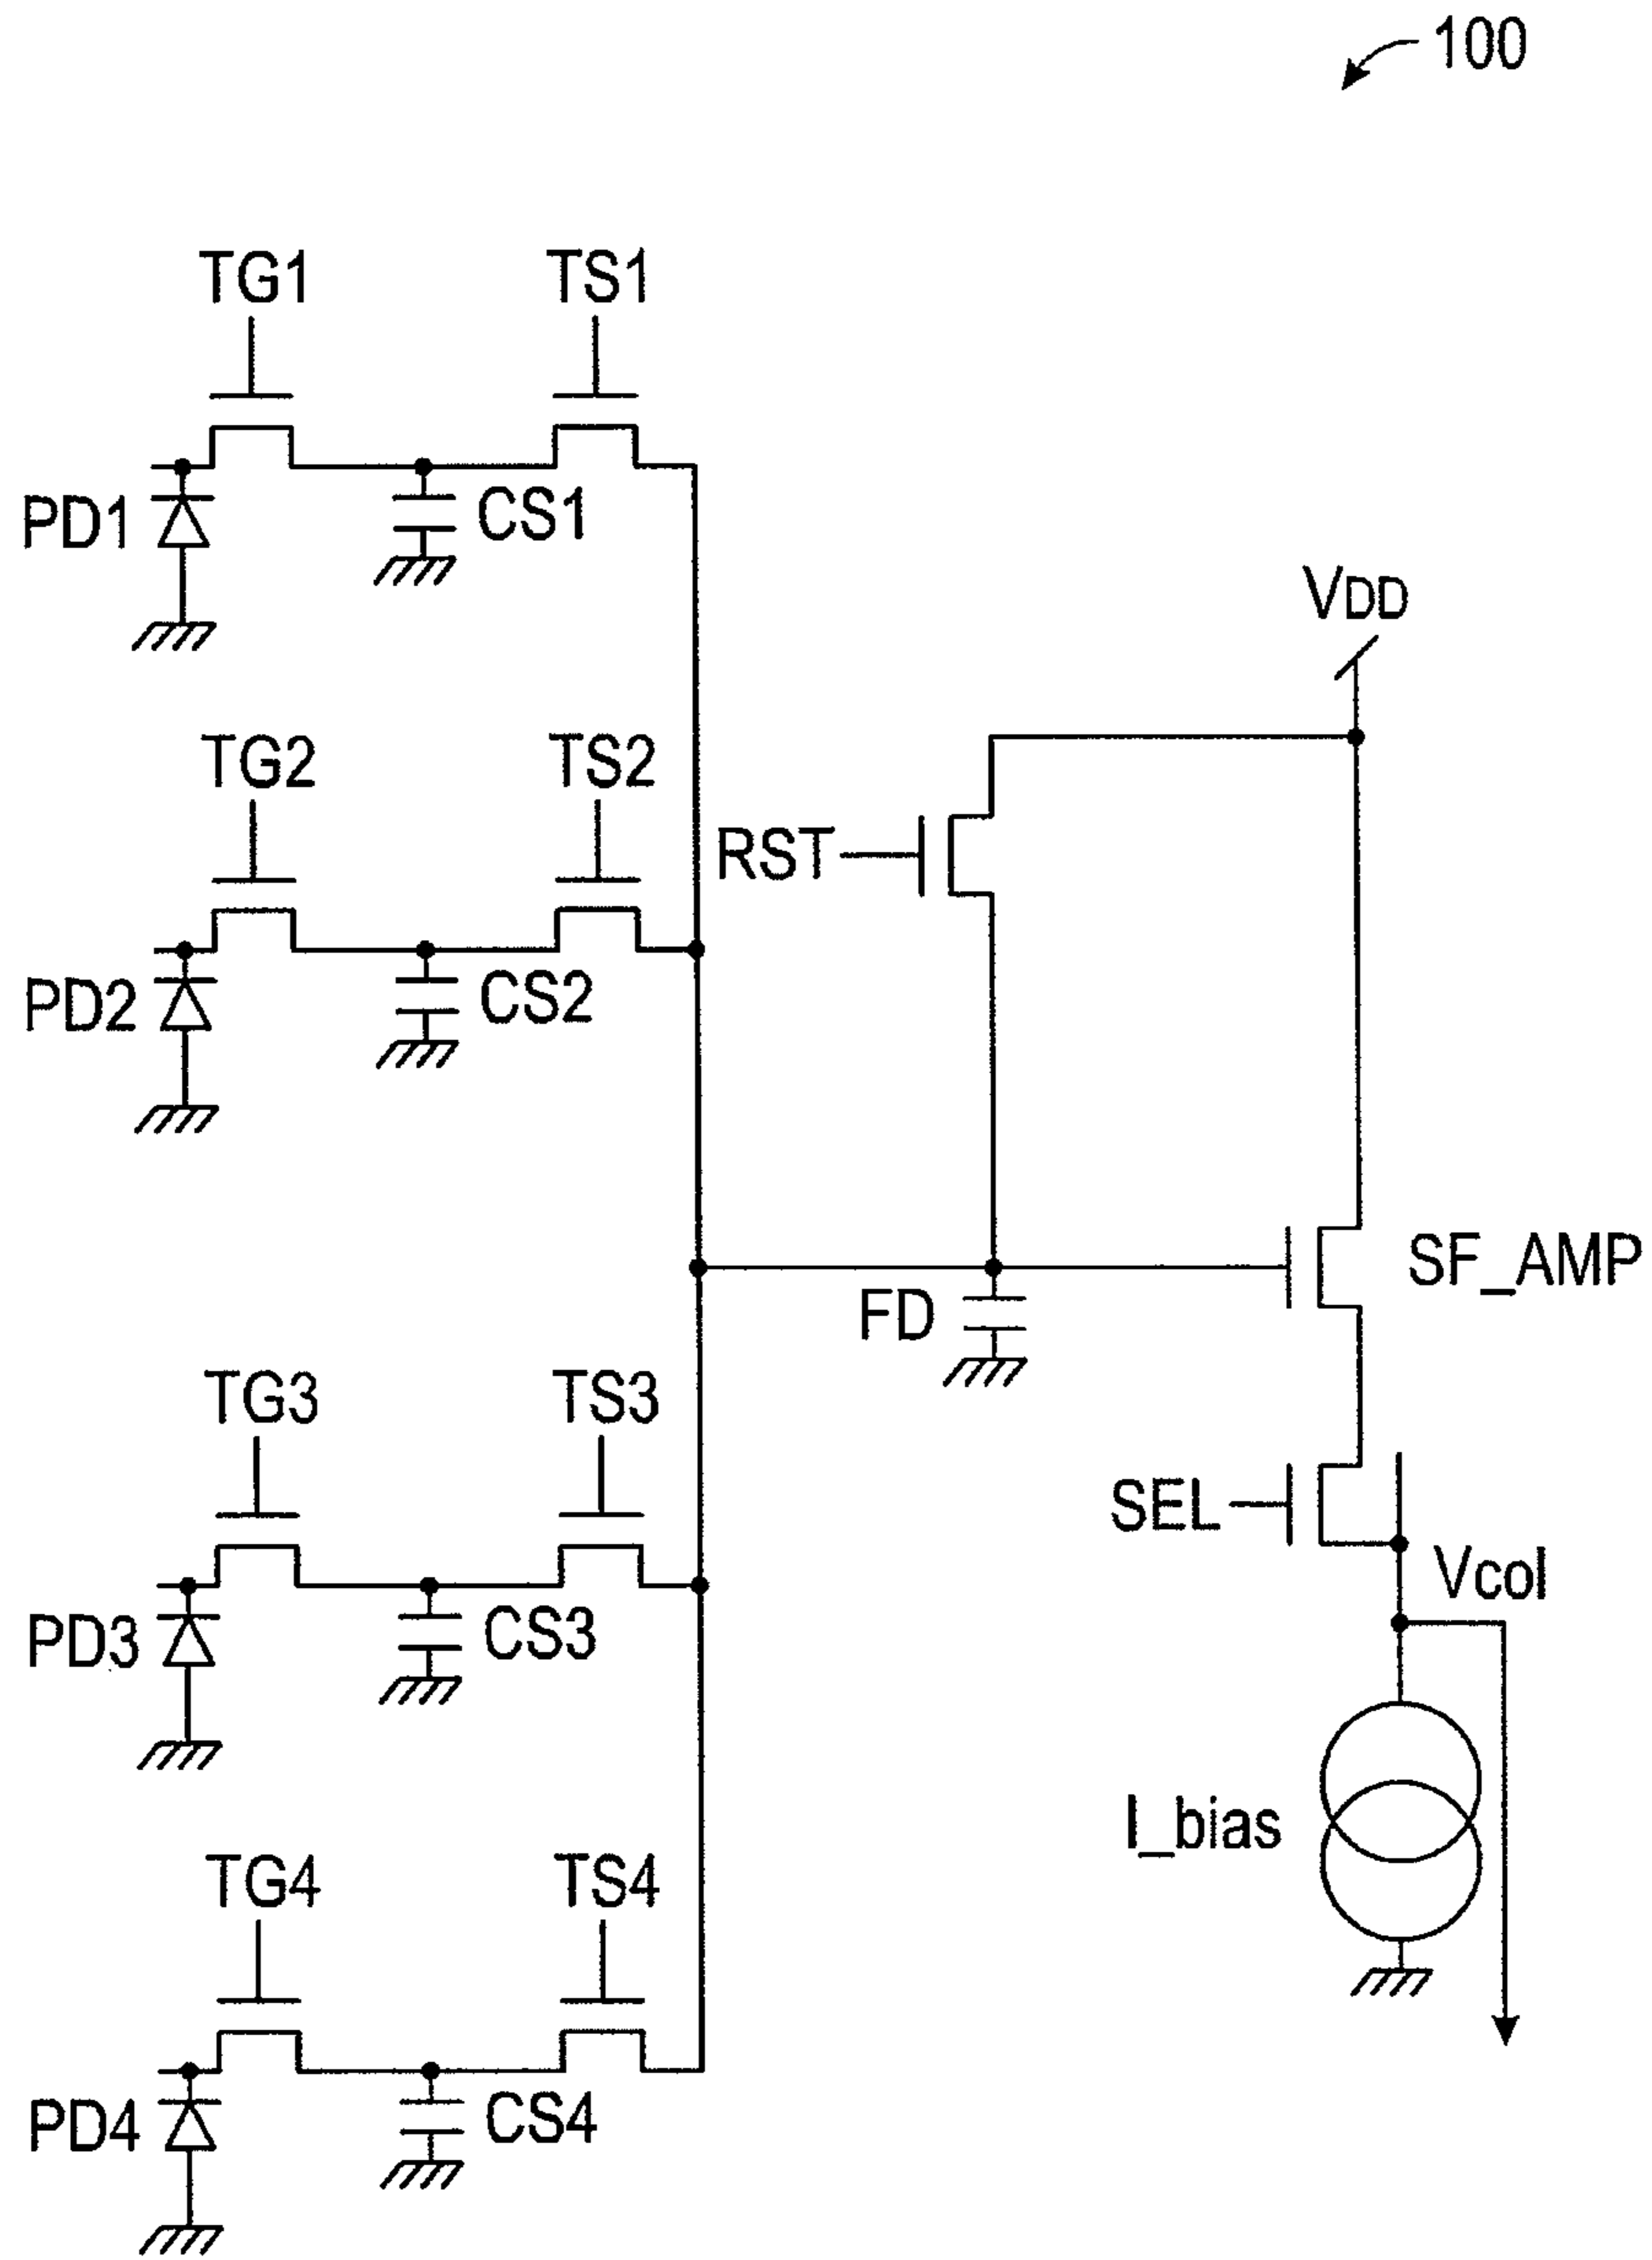 100
TG1 TS1
PD1 CS1
VDD
TG2 TS2
RST
PD2 CS2
SF_AMP
FD
TG3 TS3
SEL
Vcol
PD3 CS3
I_bias
TG4 TS4
PD4 CS4